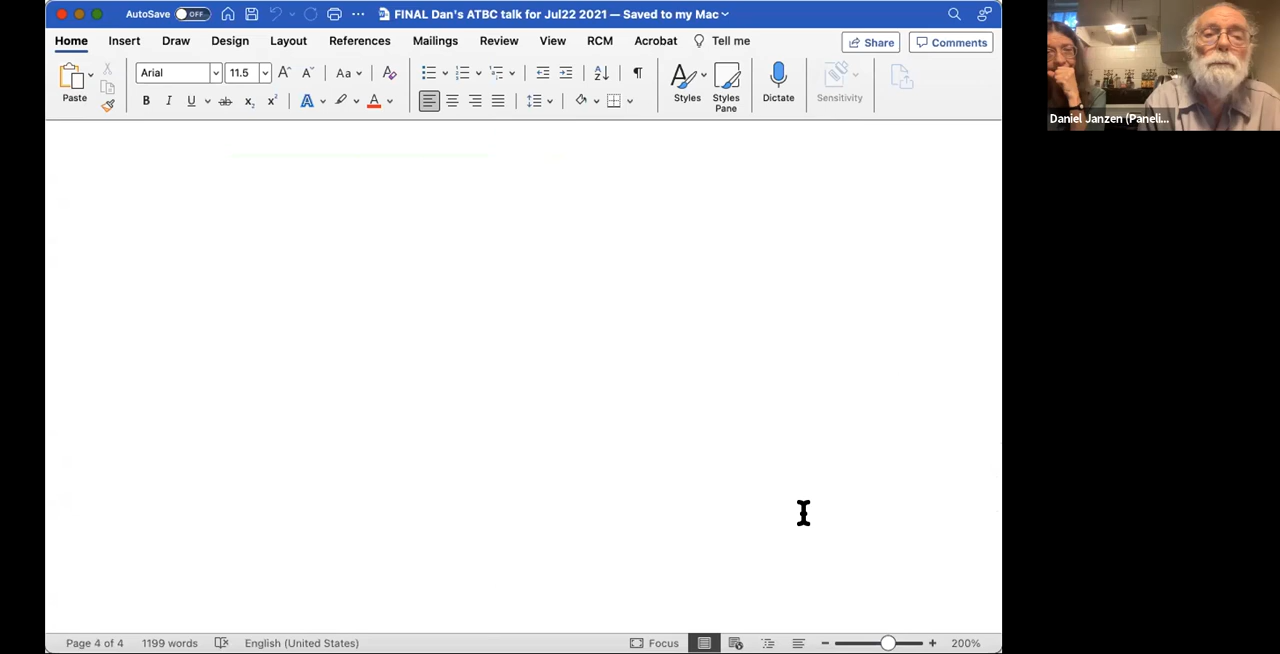 AutoSave OFF FINAL Dan's ATBC talk for Jul22 2021 — Saved to my Mac
Home Insert Draw Design Layout References Mailings Review View RCM Acrobat Tell me Share Comments
Paste Arial 11.5 Aa Styles Styles Pane Dictate Sensitivity
Daniel Janzen (Paneli...
Page 4 of 4 1199 words English (United States) Focus 200%